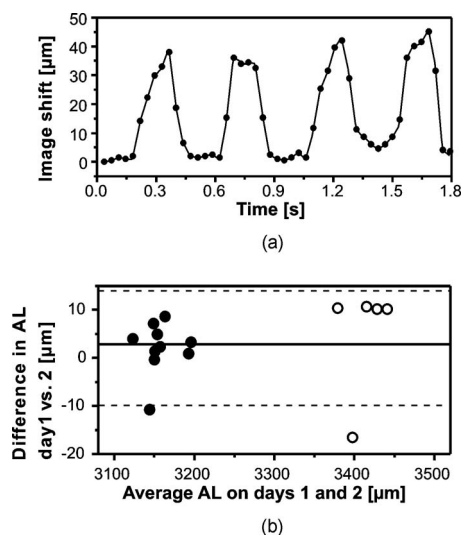 (a)
50
40
30
20
10
0
Image shift [µm]
0.0 0.3 0.6 0.9 1.2 1.5 1.8
Time [s]
(a)
10
0
-10
-20
Difference in AL
day1 vs. 2 [µm]
3100 3200 3300 3400 3500
Average AL on days 1 and 2 [µm]
(b)